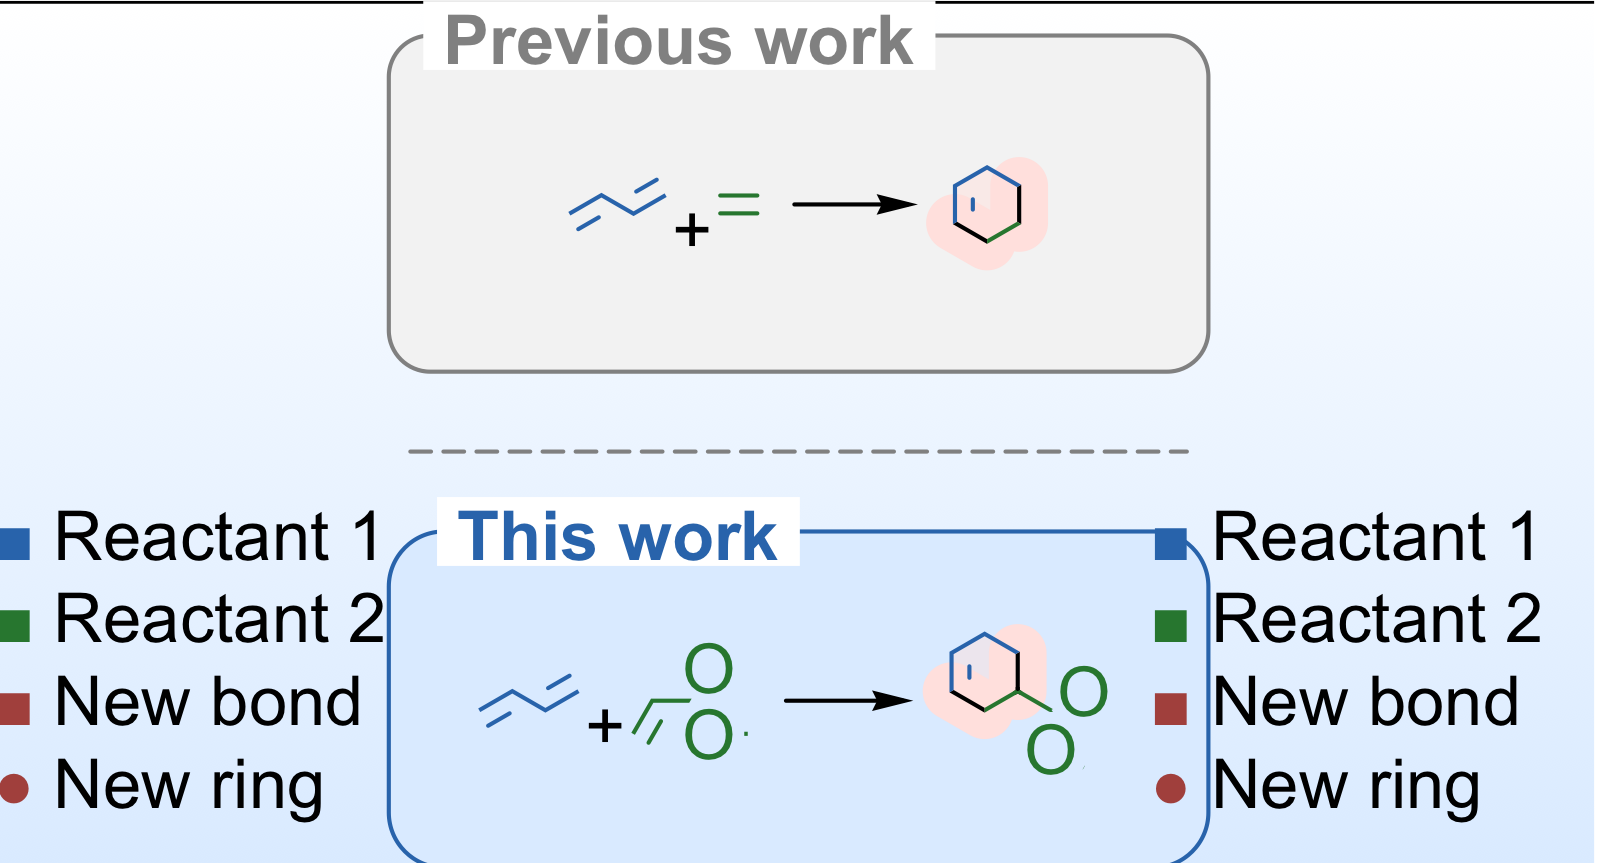 Previous work
+
This work
Reactant 1
Reactant 2
New bond
New ring
+
O
O
O
O
Reactant 1
Reactant 2
New bond
New ring